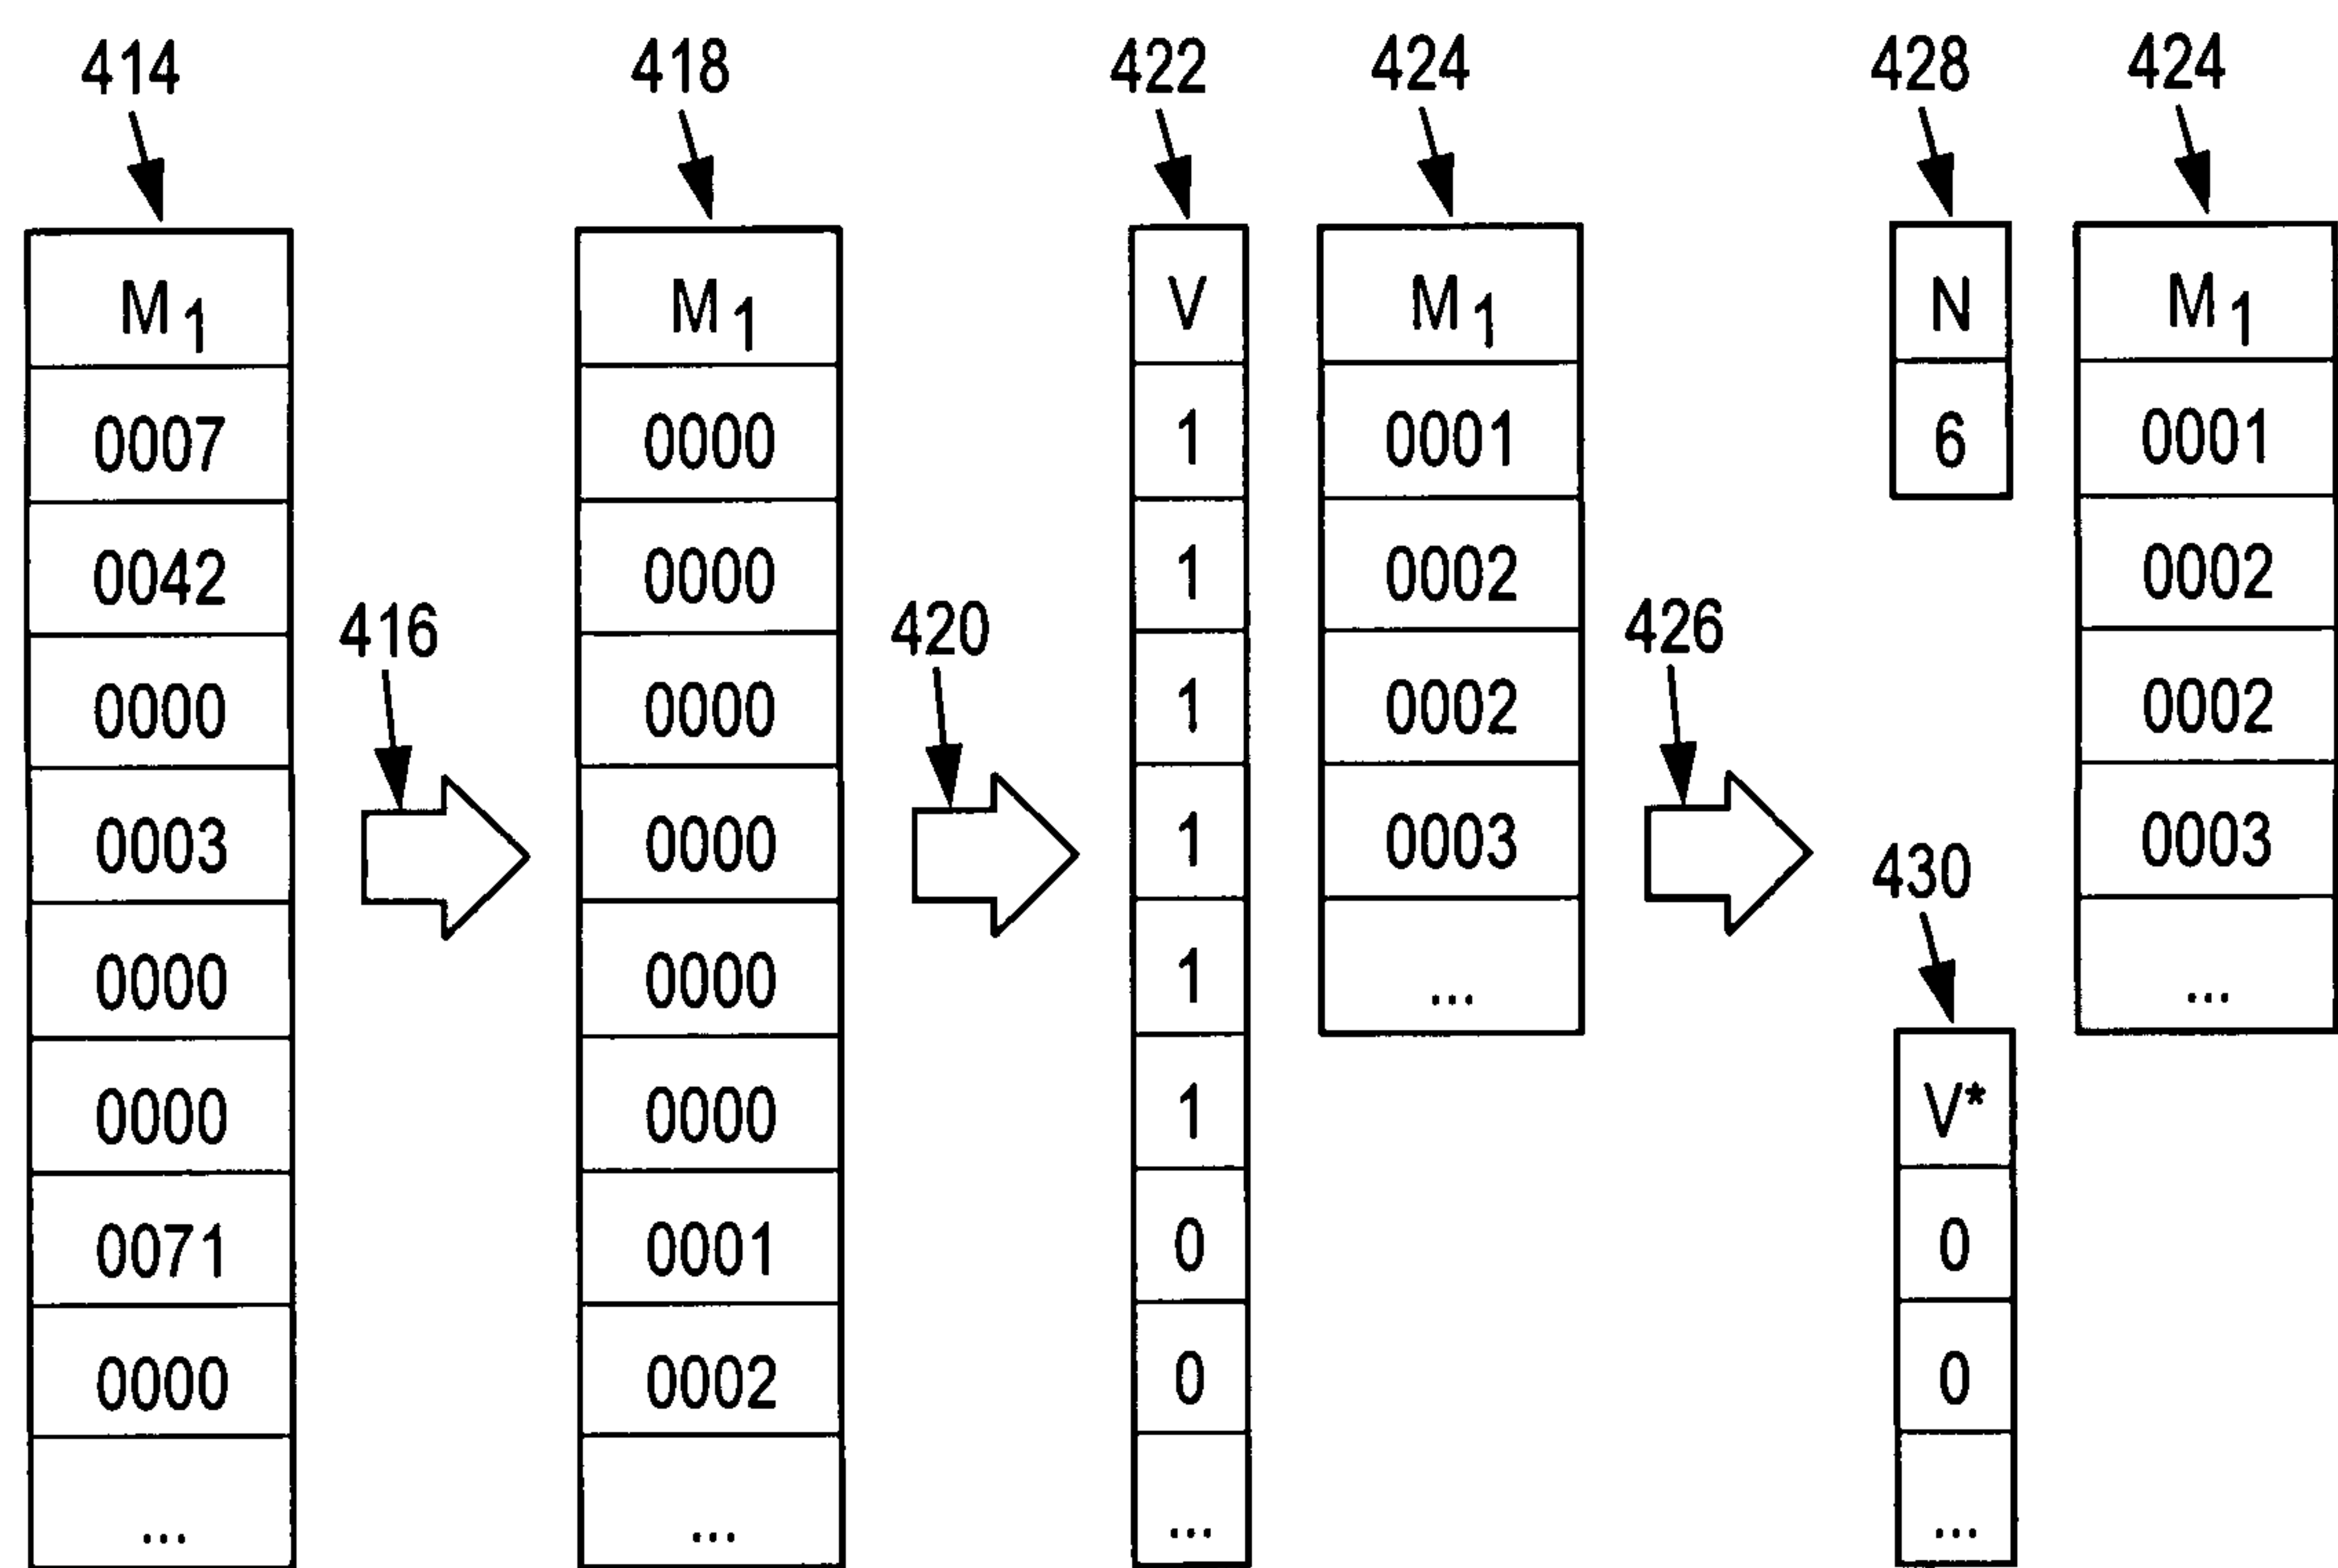 414 418 422 424 428 424
M1 M1 V M1 N M1
0007 0000 1 0001 6 0001
0042 0000 1 0002 0002
416 420 426
0000 0000 1 0002 0002
0003 0000 1 0003 0003
430
0000 0000 1 ... ...
0000 0000 1 V*
0071 0001 0 0
0000 0002 0 0
... ... ... ...